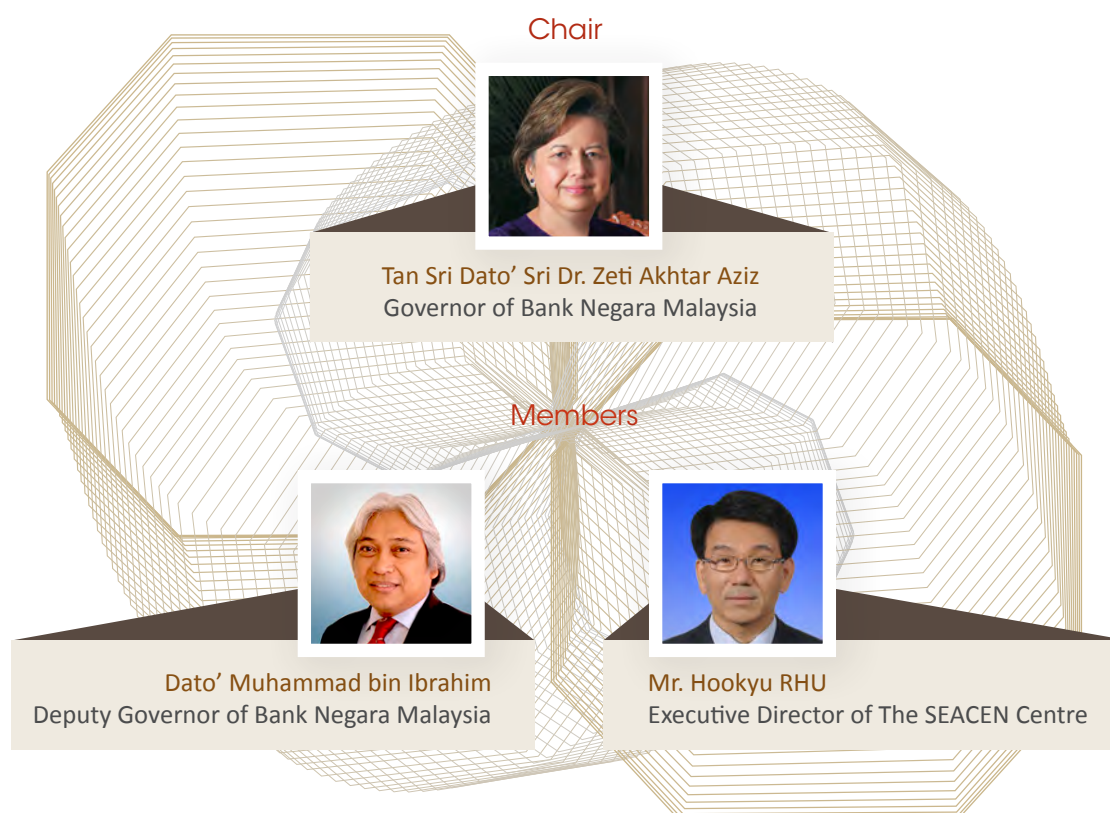 Chair
Tan Sri Dato’ Sri Dr. Zeti Akhtar Aziz
Governor of Bank Negara Malaysia
Members
Dato’ Muhammad bin Ibrahim
Deputy Governor of Bank Negara Malaysia
Mr. Hookyu RHU
Executive Director of The SEACEN Centre